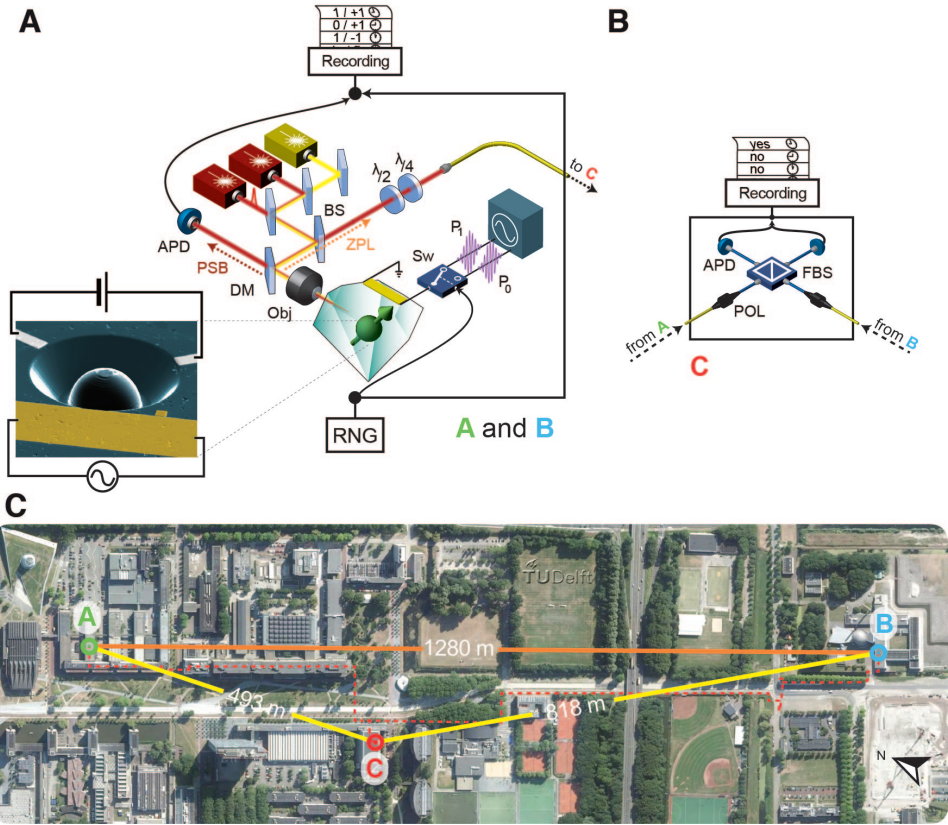 A
1 / +1
0 / +1
1 / -1
Recording
BS
λ/2
λ/4
to C
APD
PSB
ZPL
DM
Obj
Sw
P1
P0
RNG
A and B
B
yes
no
no
Recording
APD
FBS
POL
from A
from B
C
C
A
B
TUDelft
1280 m
493 m
818 m
C
N